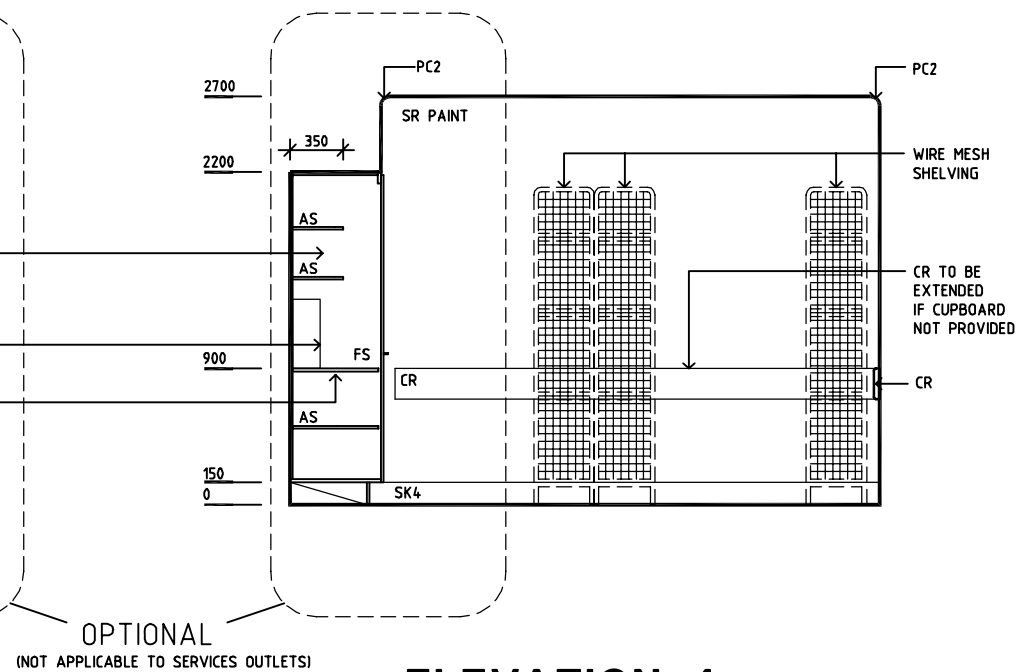 PC2
PC2
2700
SR PAINT
350
2200
WIRE MESH
SHELVING
AS
AS
CR TO BE
EXTENDED
IF CUPBOARD
NOT PROVIDED
900
FS
CR
CR
AS
150
0
SK4
OPTIONAL
(NOT APPLICABLE TO SERVICES OUTLETS)